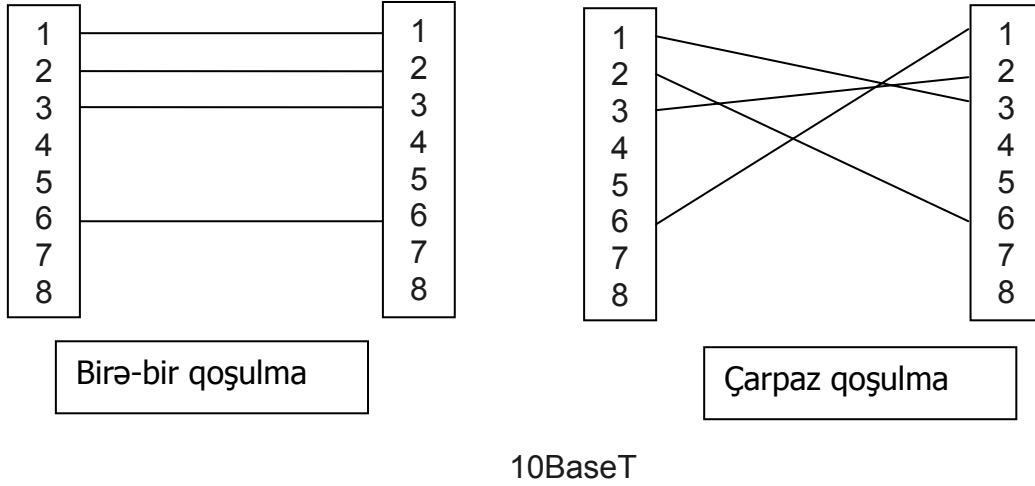 1 1 1 1
2 2 2 2
3 3 3 3
4 4 4 4
5 5 5 5
6 6 6 6
7 7 7 7
8 8 8 8
Birə-bir qoşulma
Çarpaz qoşulma
10BaseT